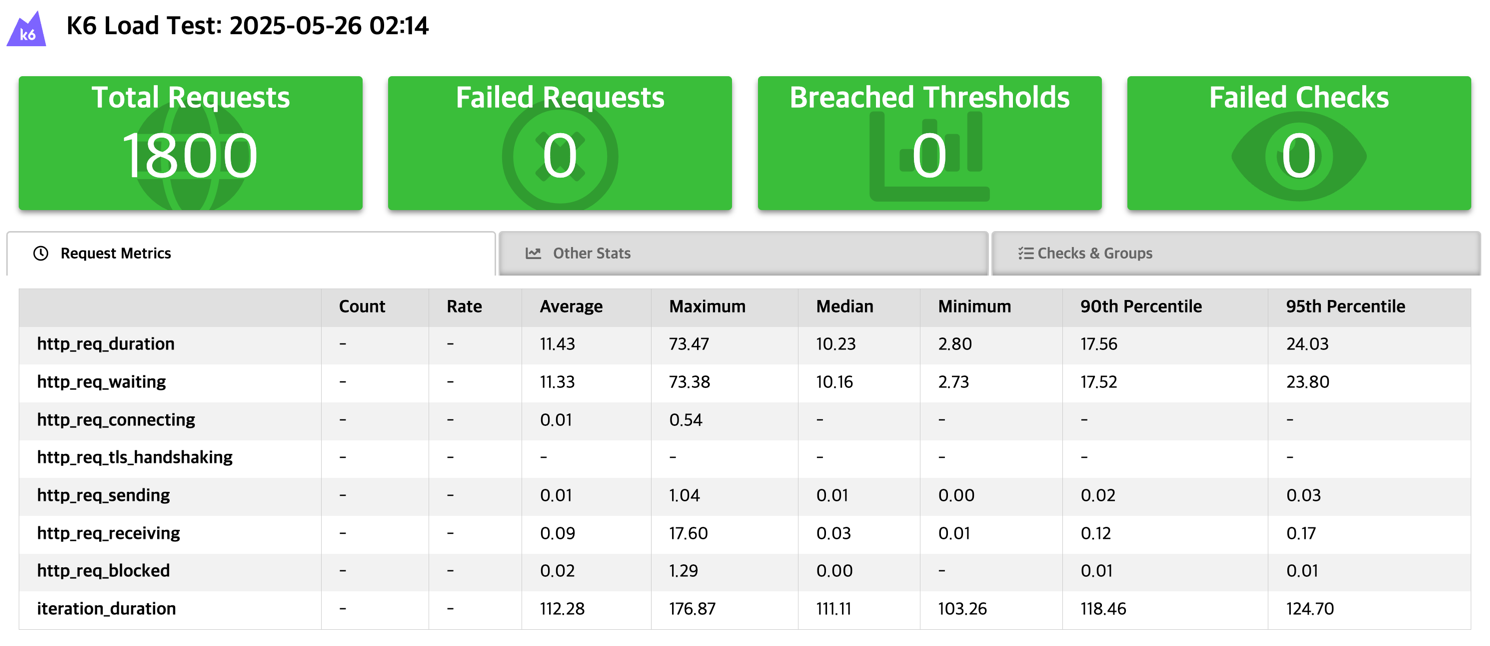 k6 K6 Load Test: 2025-05-26 02:14
Total Requests Failed Requests Breached Thresholds Failed Checks
1800 0 0 0
Request Metrics Other Stats Checks & Groups
Count Rate Average Maximum Median Minimum 90th Percentile 95th Percentile
http_req_duration - - 11.43 73.47 10.23 2.80 17.56 24.03
http_req_waiting - - 11.33 73.38 10.16 2.73 17.52 23.80
http_req_connecting - - 0.01 0.54 - - - -
http_req_tls_handshaking - - - - - - - -
http_req_sending - - 0.01 1.04 0.01 0.00 0.02 0.03
http_req_receiving - - 0.09 17.60 0.03 0.01 0.12 0.17
http_req_blocked - - 0.02 1.29 0.00 - 0.01 0.01
iteration_duration - - 112.28 176.87 111.11 103.26 118.46 124.70